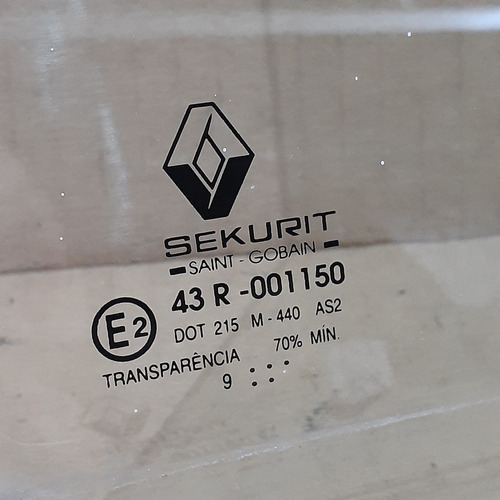 SEKURIT
SAINT - GOBAIN
43 R -001150
E2
DOT 215 M - 440 AS2
TRANSPARÊNCIA 70% MÍN.
9